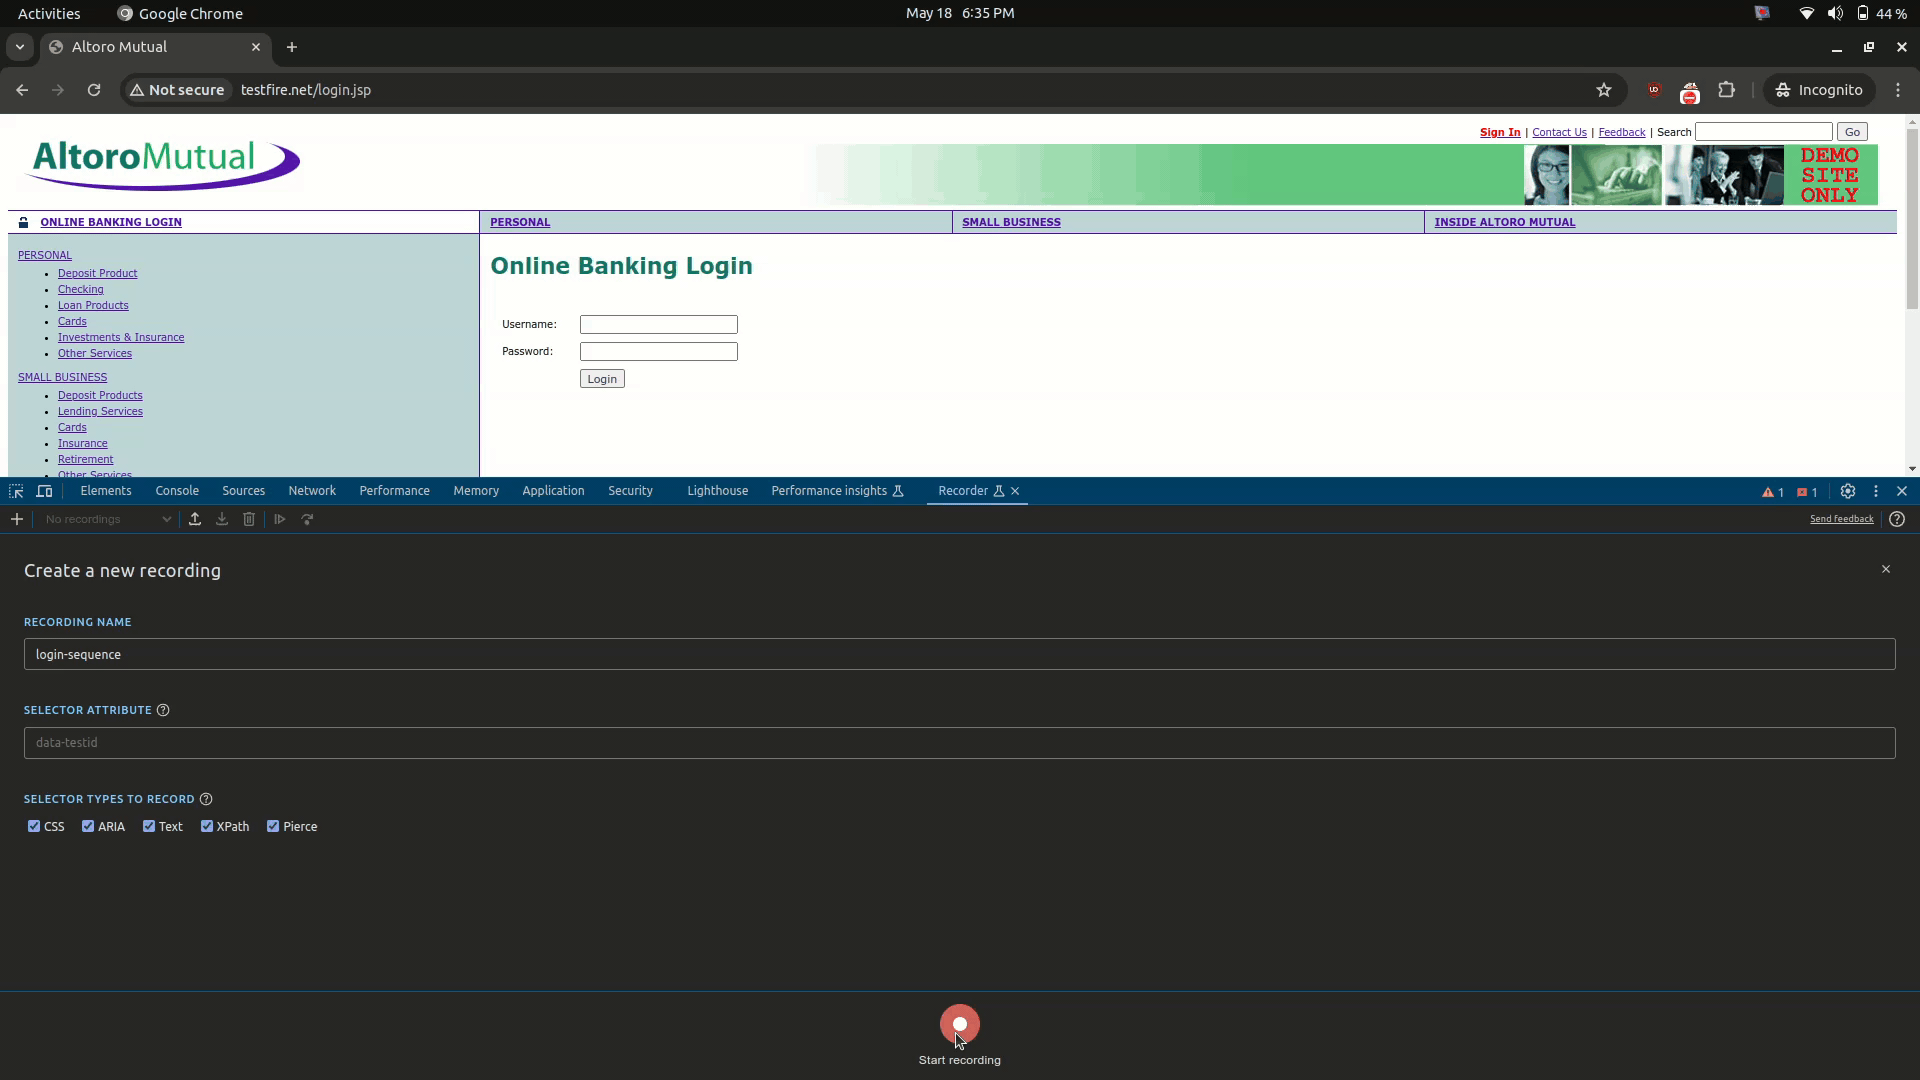 Activities Google Chrome May 18 6:35 PM 44 %
Altoro Mutual
Not secure testfire.net/login.jsp Incognito
Sign In | Contact Us | Feedback | Search Go
AltoroMutual
DEMO
SITE
ONLY
ONLINE BANKING LOGIN PERSONAL SMALL BUSINESS INSIDE ALTORO MUTUAL
PERSONAL
Deposit Product
Checking
Loan Products
Cards
Investments & Insurance
Other Services
SMALL BUSINESS
Deposit Products
Lending Services
Cards
Insurance
Retirement
Other Services
Online Banking Login
Username:
Password:
Login
Elements Console Sources Network Performance Memory Application Security Lighthouse Performance insights Recorder 1 1
No recordings Send feedback
Create a new recording
RECORDING NAME
login-sequence
SELECTOR ATTRIBUTE
data-testid
SELECTOR TYPES TO RECORD
CSS ARIA Text XPath Pierce
Start recording